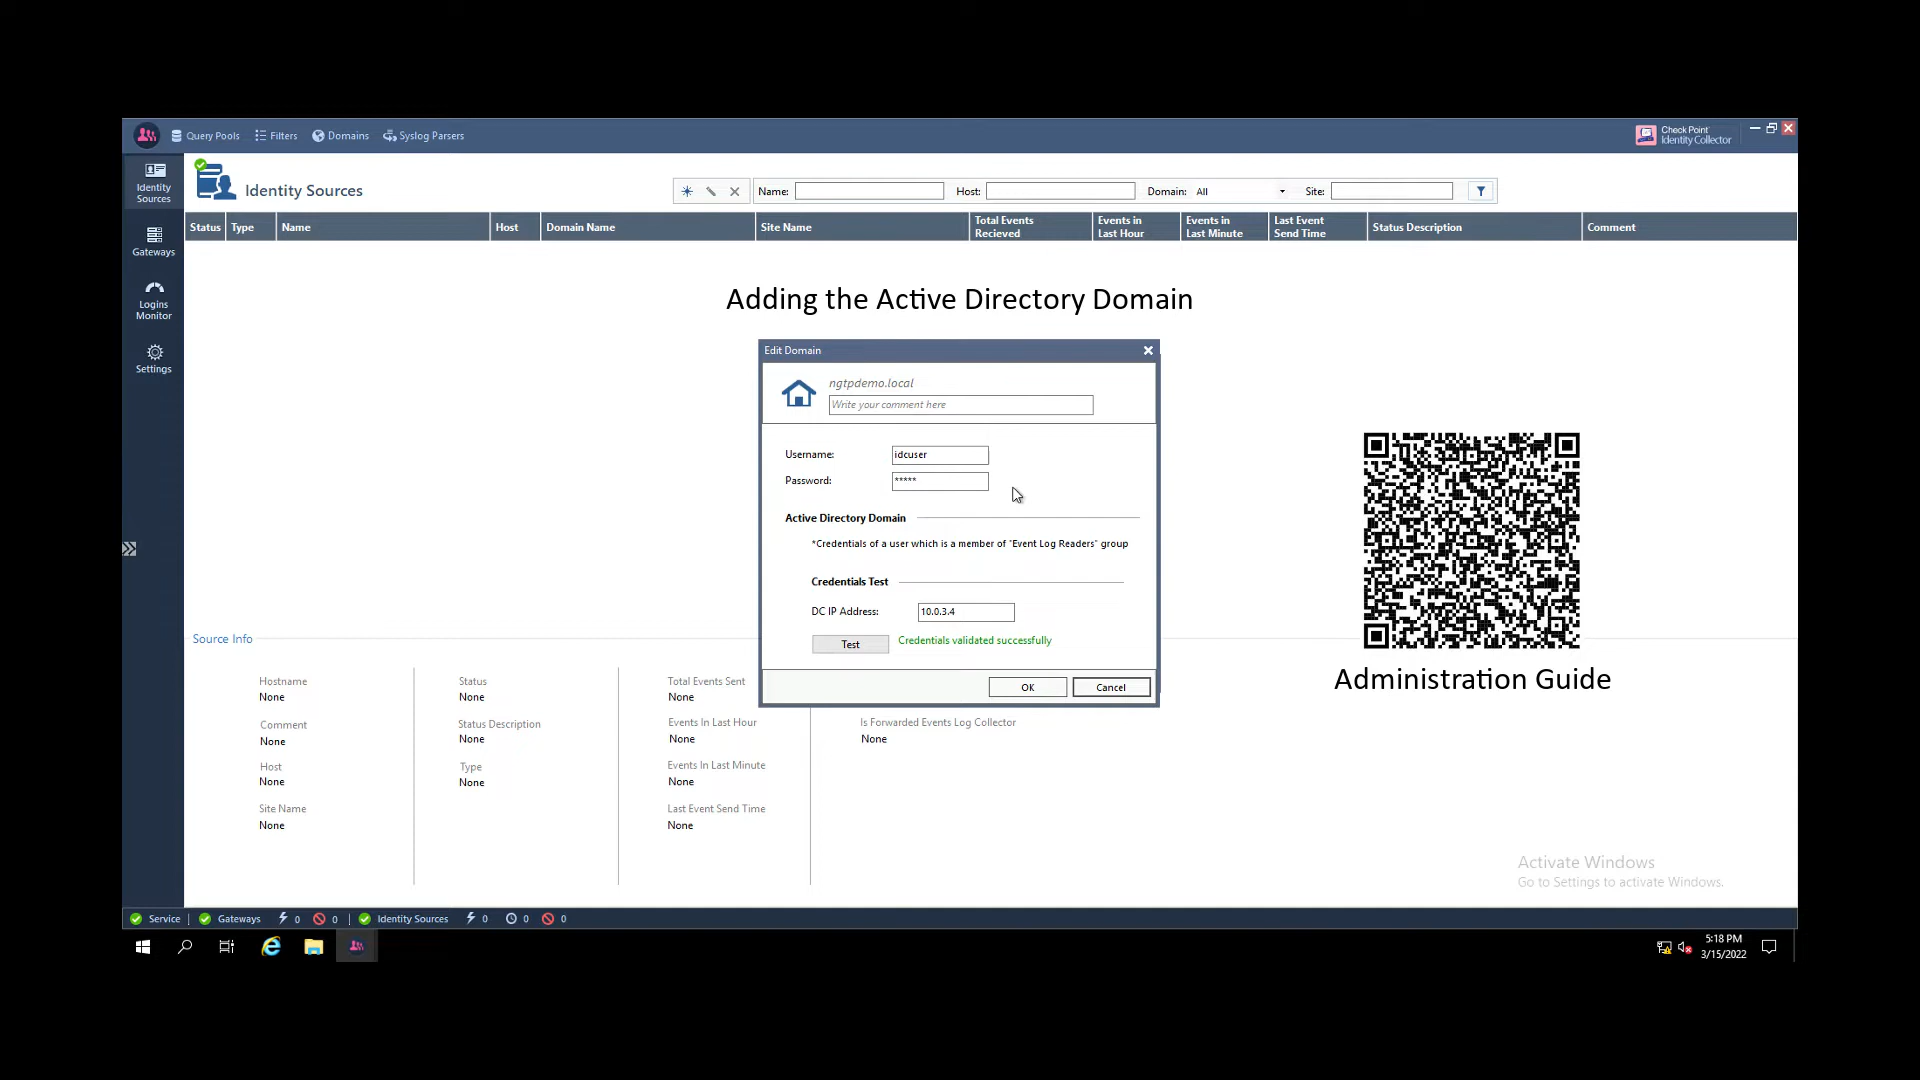 Query Pools Filters Domains Syslog Parsers
Check Point
Identity Collector
Identity Sources
Gateways
Logins Monitor
Settings
Identity Sources
Name: Host: Domain: All Site:
Status Type Name Host Domain Name Site Name Total Events Recieved Events in Last Hour Events in Last Minute Last Event Send Time Status Description Comment
Adding the Active Directory Domain
Edit Domain
ngtpdemo.local
Write your comment here
Username: idcuser
Password: *****
Active Directory Domain
*Credentials of a user which is a member of "Event Log Readers" group
Credentials Test
DC IP Address: 10.0.3.4
Test Credentials validated successfully
OK Cancel
Administration Guide
Source Info
Hostname
None
Comment
None
Host
None
Site Name
None
Status
None
Status Description
None
Type
None
Total Events Sent
None
Events In Last Hour
None
Events In Last Minute
None
Last Event Send Time
None
Is Forwarded Events Log Collector
None
Activate Windows
Go to Settings to activate Windows.
Service | Gateways 0 0 | Identity Sources 0 0 0
5:18 PM
3/15/2022